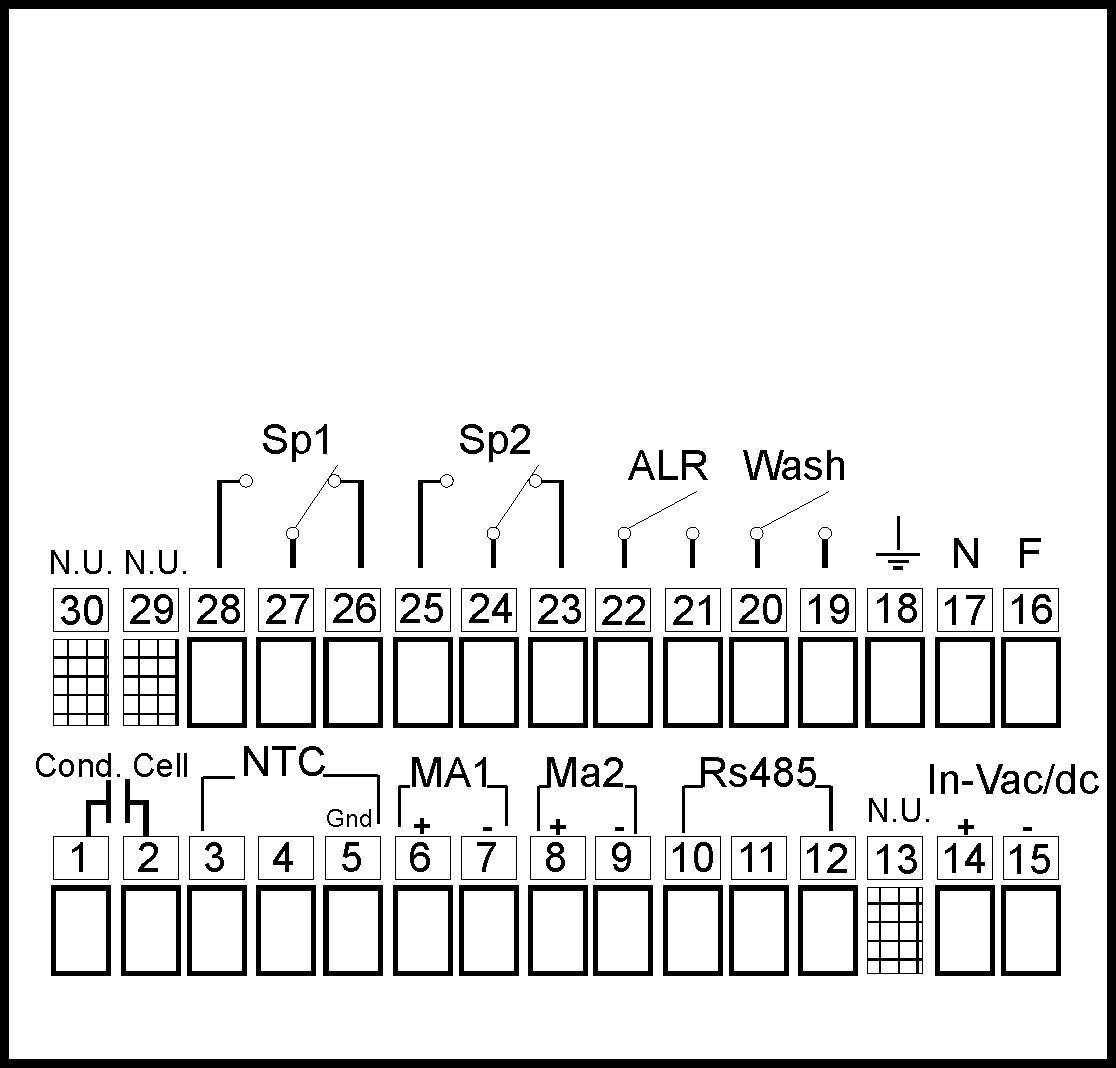 Sp1 Sp2
ALR Wash
N.U. N.U. N F
30 29 28 27 26 25 24 23 22 21 20 19 18 17 16
Cond. Cell NTC MA1 Ma2 Rs485 In-Vac/dc
Gnd N.U.
+ - + - + -
1 2 3 4 5 6 7 8 9 10 11 12 13 14 15